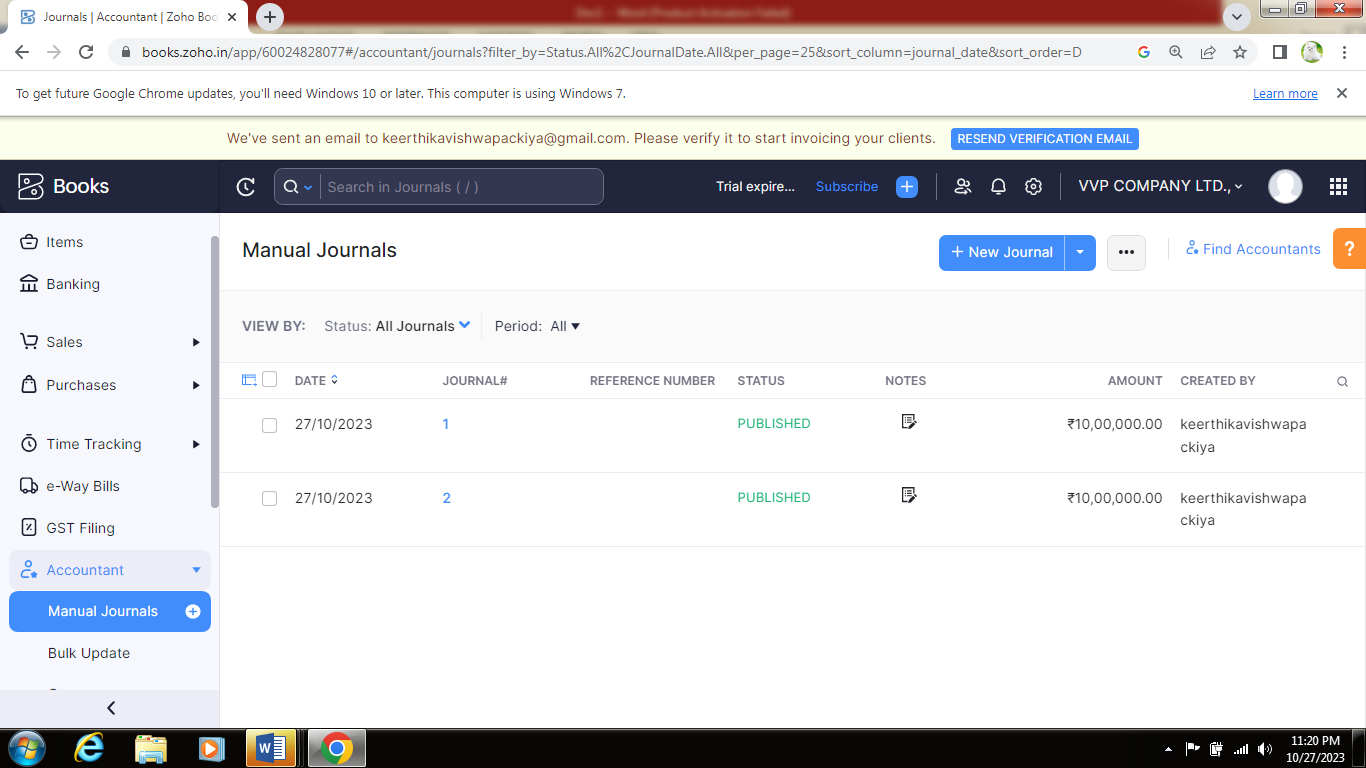 Journals | Accountant | Zoho Boo
books.zoho.in/app/60024828077#/accountant/journals?filter_by=Status.All%2CJournalDate.All&per_page=25&sort_column=journal_date&sort_order=D
To get future Google Chrome updates, you'll need Windows 10 or later. This computer is using Windows 7.
Learn more
We've sent an email to keerthikavishwapackiya@gmail.com. Please verify it to start invoicing your clients.
RESEND VERIFICATION EMAIL
Books
Search in Journals ( / )
Trial expire...
Subscribe
VVP COMPANY LTD.,
Items
Banking
Sales
Purchases
Time Tracking
e-Way Bills
GST Filing
Accountant
Manual Journals
Bulk Update
Manual Journals
+ New Journal
Find Accountants
?
VIEW BY: Status: All Journals Period: All
DATE JOURNAL# REFERENCE NUMBER STATUS NOTES AMOUNT CREATED BY
27/10/2023 1 PUBLISHED ₹10,00,000.00 keerthikavishwapa
ckiya
27/10/2023 2 PUBLISHED ₹10,00,000.00 keerthikavishwapa
ckiya
11:20 PM
10/27/2023